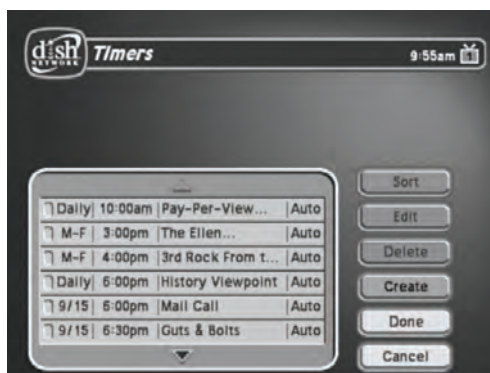 dish
NETWORK
Timers
9:55am
Daily 10:00am Pay-Per-View... Auto
M-F 3:00pm The Ellen... Auto
M-F 4:00pm 3rd Rock From t... Auto
Daily 6:00pm History Viewpoint Auto
9/15 6:00pm Mail Call Auto
9/15 6:30pm Guts & Bolts Auto
Sort
Edit
Delete
Create
Done
Cancel